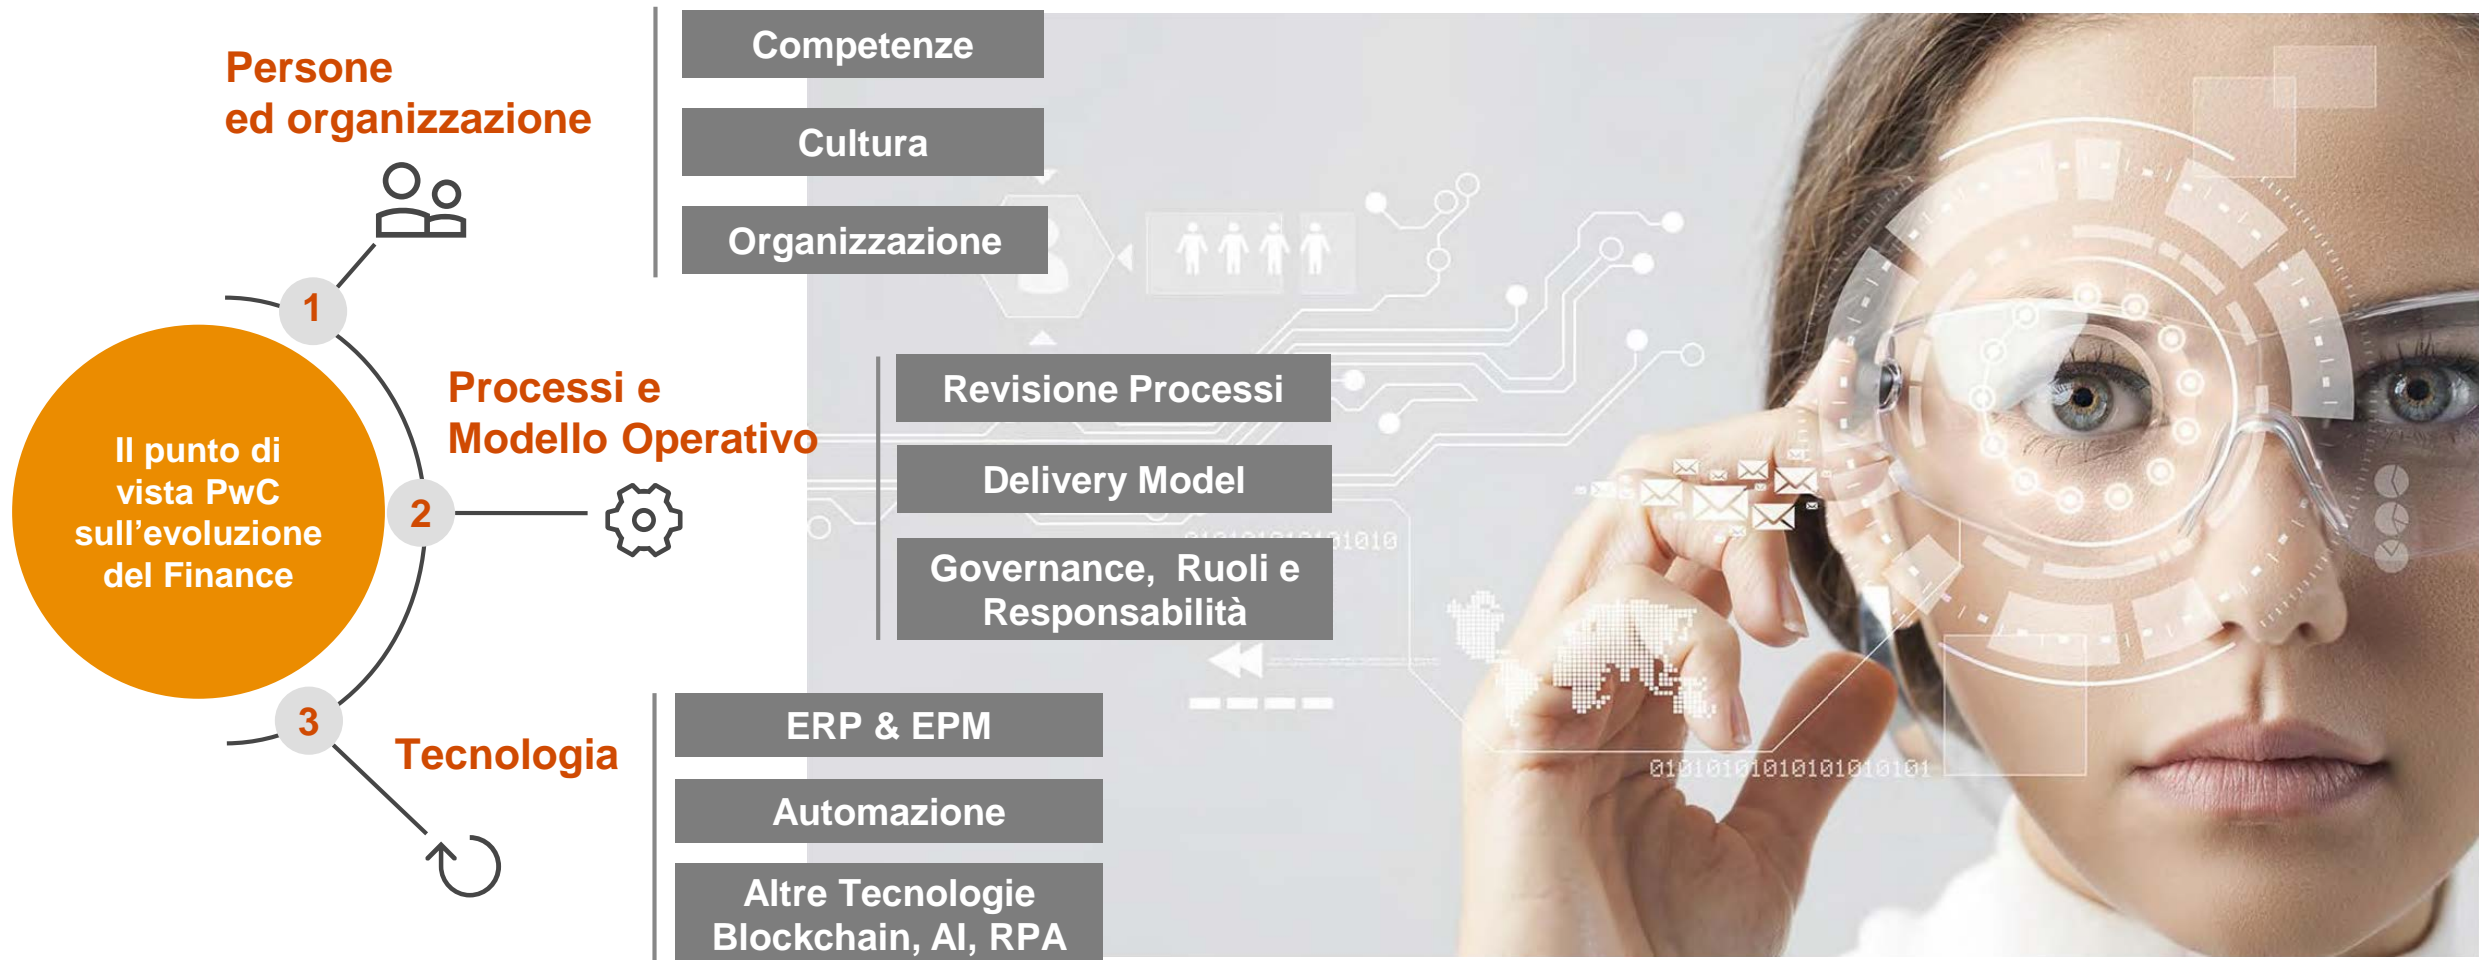 Persone
ed organizzazione
Competenze
Cultura
Organizzazione
1
Il punto di
vista PwC
sull’evoluzione
del Finance
2
Processi e
Modello Operativo
Revisione Processi
Delivery Model
Governance,  Ruoli e
Responsabilità
3
Tecnologia
ERP & EPM
Automazione
Altre Tecnologie
Blockchain, AI, RPA
010101010101010101010101